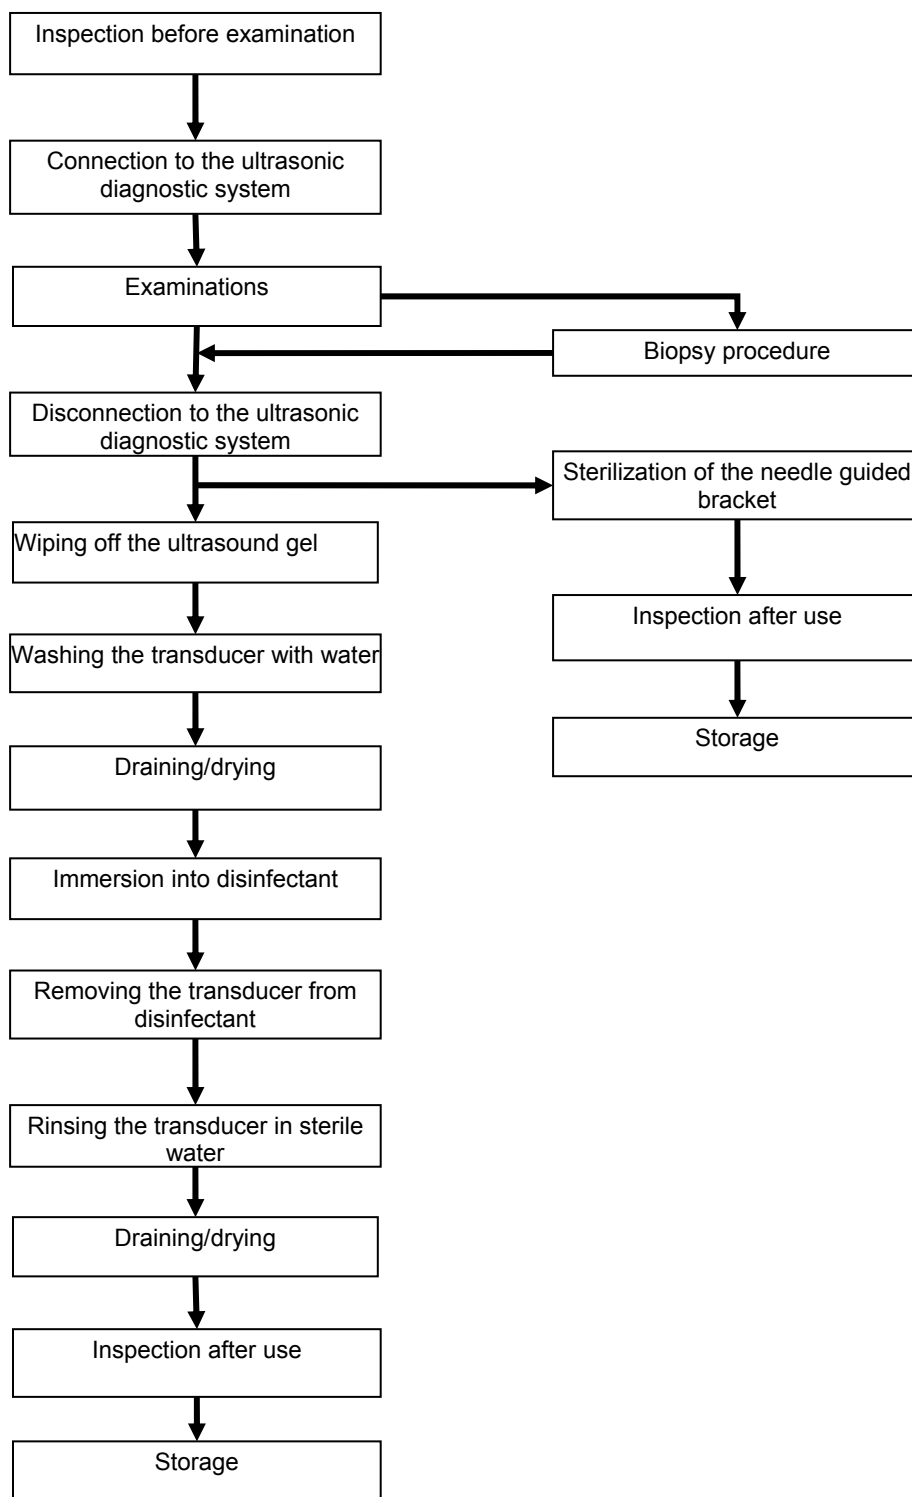 Inspection before examination
Connection to the ultrasonic
diagnostic system
Examinations
Biopsy procedure
Disconnection to the ultrasonic
diagnostic system
Sterilization of the needle guided
bracket
Wiping off the ultrasound gel
Inspection after use
Washing the transducer with water
Storage
Draining/drying
Immersion into disinfectant
Removing the transducer from
disinfectant
Rinsing the transducer in sterile
water
Draining/drying
Inspection after use
Storage